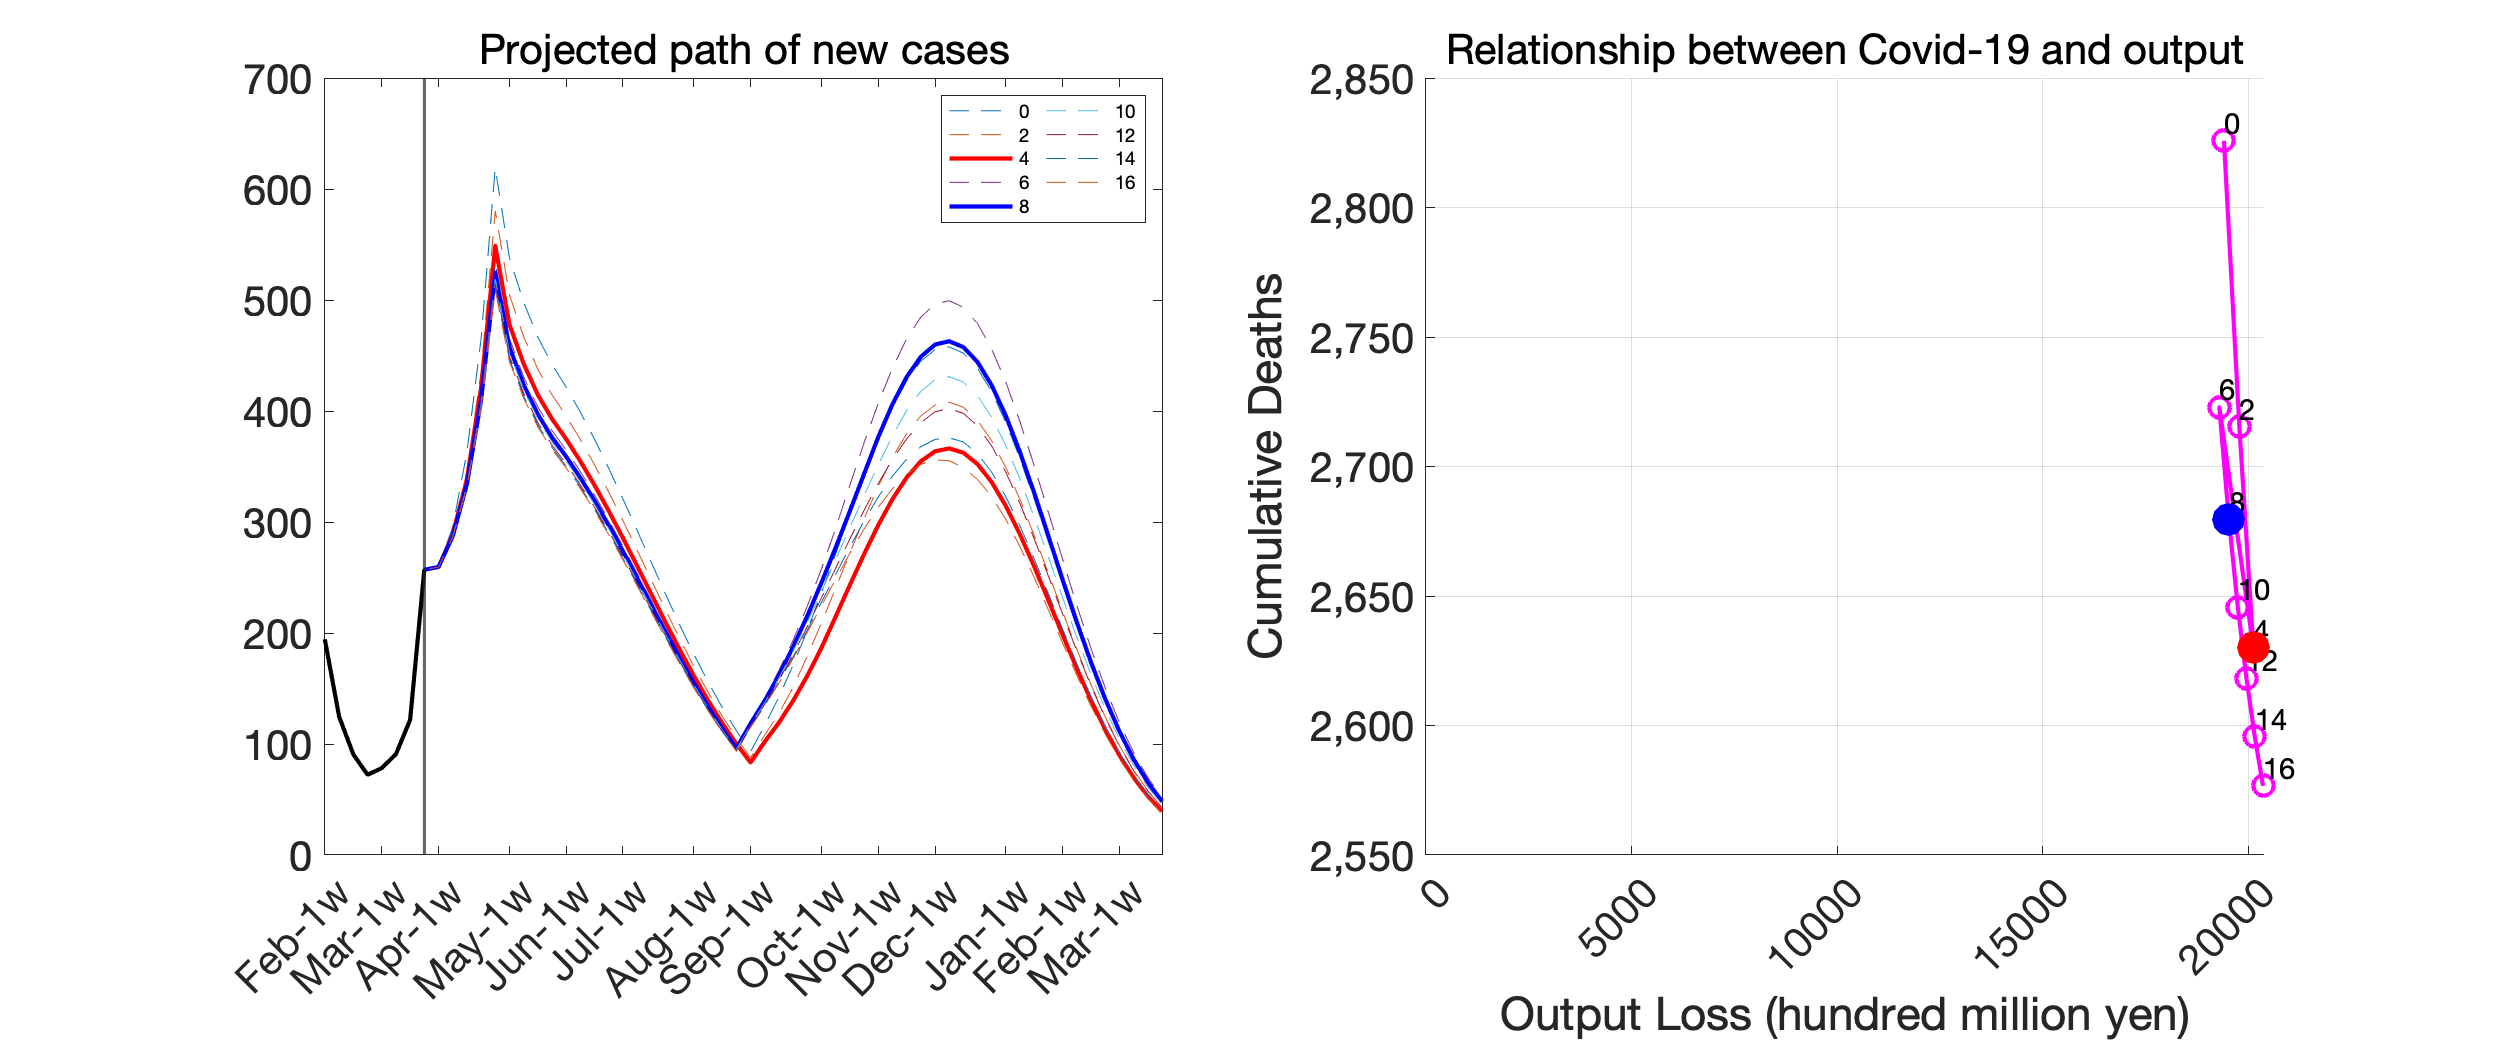 Projected path of new cases
700
600
500
400
300
200
100
0
0 10
2 12
4 14
6 16
8
Feb-1w
Mar-1w
Apr-1w
May-1w
Jun-1w
Jul-1w
Aug-1w
Sep-1w
Oct-1w
Nov-1w
Dec-1w
Jan-1w
Feb-1w
Mar-1w
Relationship between Covid-19 and output
Cumulative Deaths
2,850
2,800
2,750
2,700
2,650
2,600
2,550
0
6
2
8
10
4
12
14
16
0
5000
10000
15000
20000
Output Loss (hundred million yen)